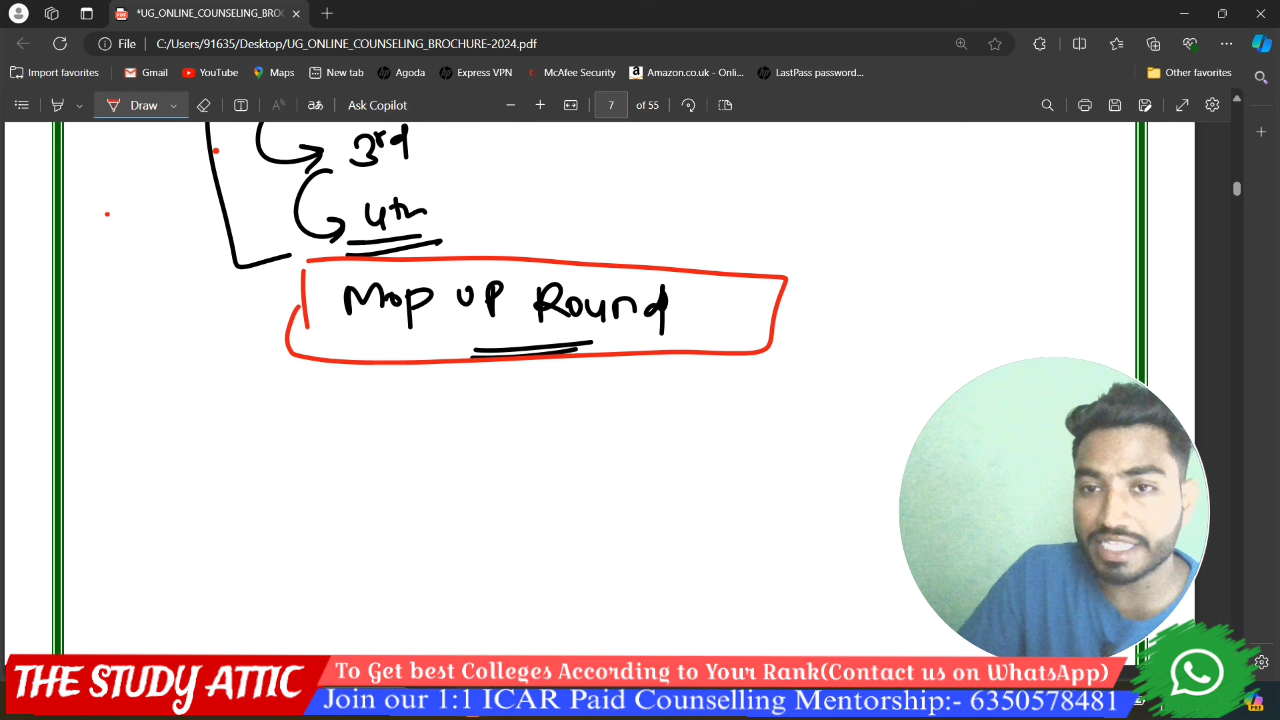 *UG_ONLINE_COUNSELING_BROC
File C:/Users/91635/Desktop/UG_ONLINE_COUNSELING_BROCHURE-2024.pdf
Import favorites Gmail YouTube Maps New tab Agoda Express VPN McAfee Security Amazon.co.uk - Onli... LastPass password... Other favorites
Draw Ask Copilot 7 of 55
3rd
4th
Mop UP Round
THE STUDY ATTIC
To Get best Colleges According to Your Rank(Contact us on WhatsApp)
Join our 1:1 ICAR Paid Counselling Mentorship:- 6350578481